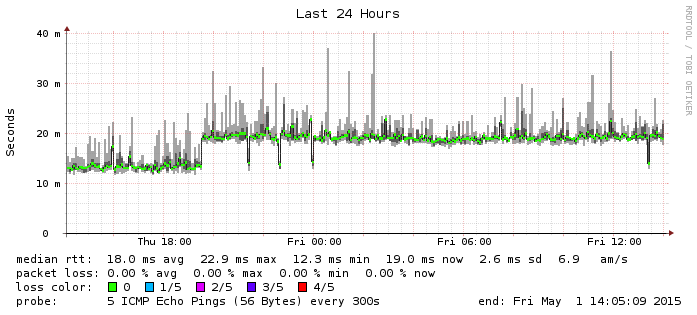 Last 24 Hours
RRDTOOL / TOBI OETIKER
Seconds
40 m
30 m
20 m
10 m
0
Thu 18:00 Fri 00:00 Fri 06:00 Fri 12:00
median rtt: 18.0 ms avg 22.9 ms max 12.3 ms min 19.0 ms now 2.6 ms sd 6.9 am/s
packet loss: 0.00 % avg 0.00 % max 0.00 % min 0.00 % now
loss color: 0 1/5 2/5 3/5 4/5
probe: 5 ICMP Echo Pings (56 Bytes) every 300s end: Fri May 1 14:05:09 2015